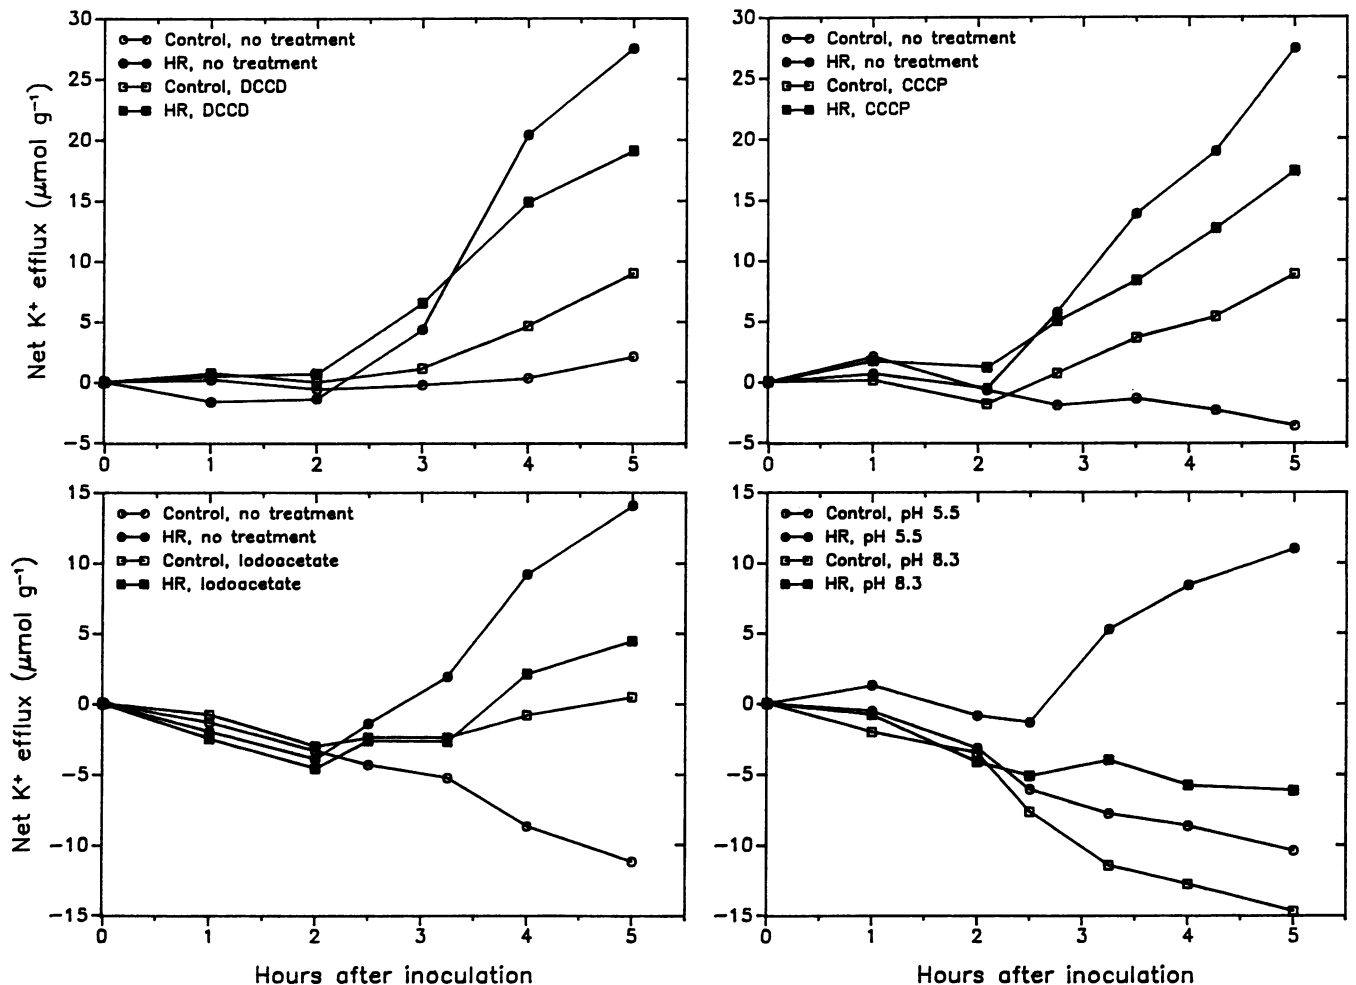 Net K⁺ efflux (μmol g⁻¹)
30
25
20
15
10
5
0
−5
Control, no treatment
HR, no treatment
Control, DCCD
HR, DCCD
0 1 2 3 4 5
30
25
20
15
10
5
0
−5
Control, no treatment
HR, no treatment
Control, CCCP
HR, CCCP
0 1 2 3 4 5
Net K⁺ efflux (μmol g⁻¹)
15
10
5
0
−5
−10
−15
Control, no treatment
HR, no treatment
Control, Iodoacetate
HR, Iodoacetate
0 1 2 3 4 5
Hours after inoculation
15
10
5
0
−5
−10
−15
Control, pH 5.5
HR, pH 5.5
Control, pH 8.3
HR, pH 8.3
0 1 2 3 4 5
Hours after inoculation